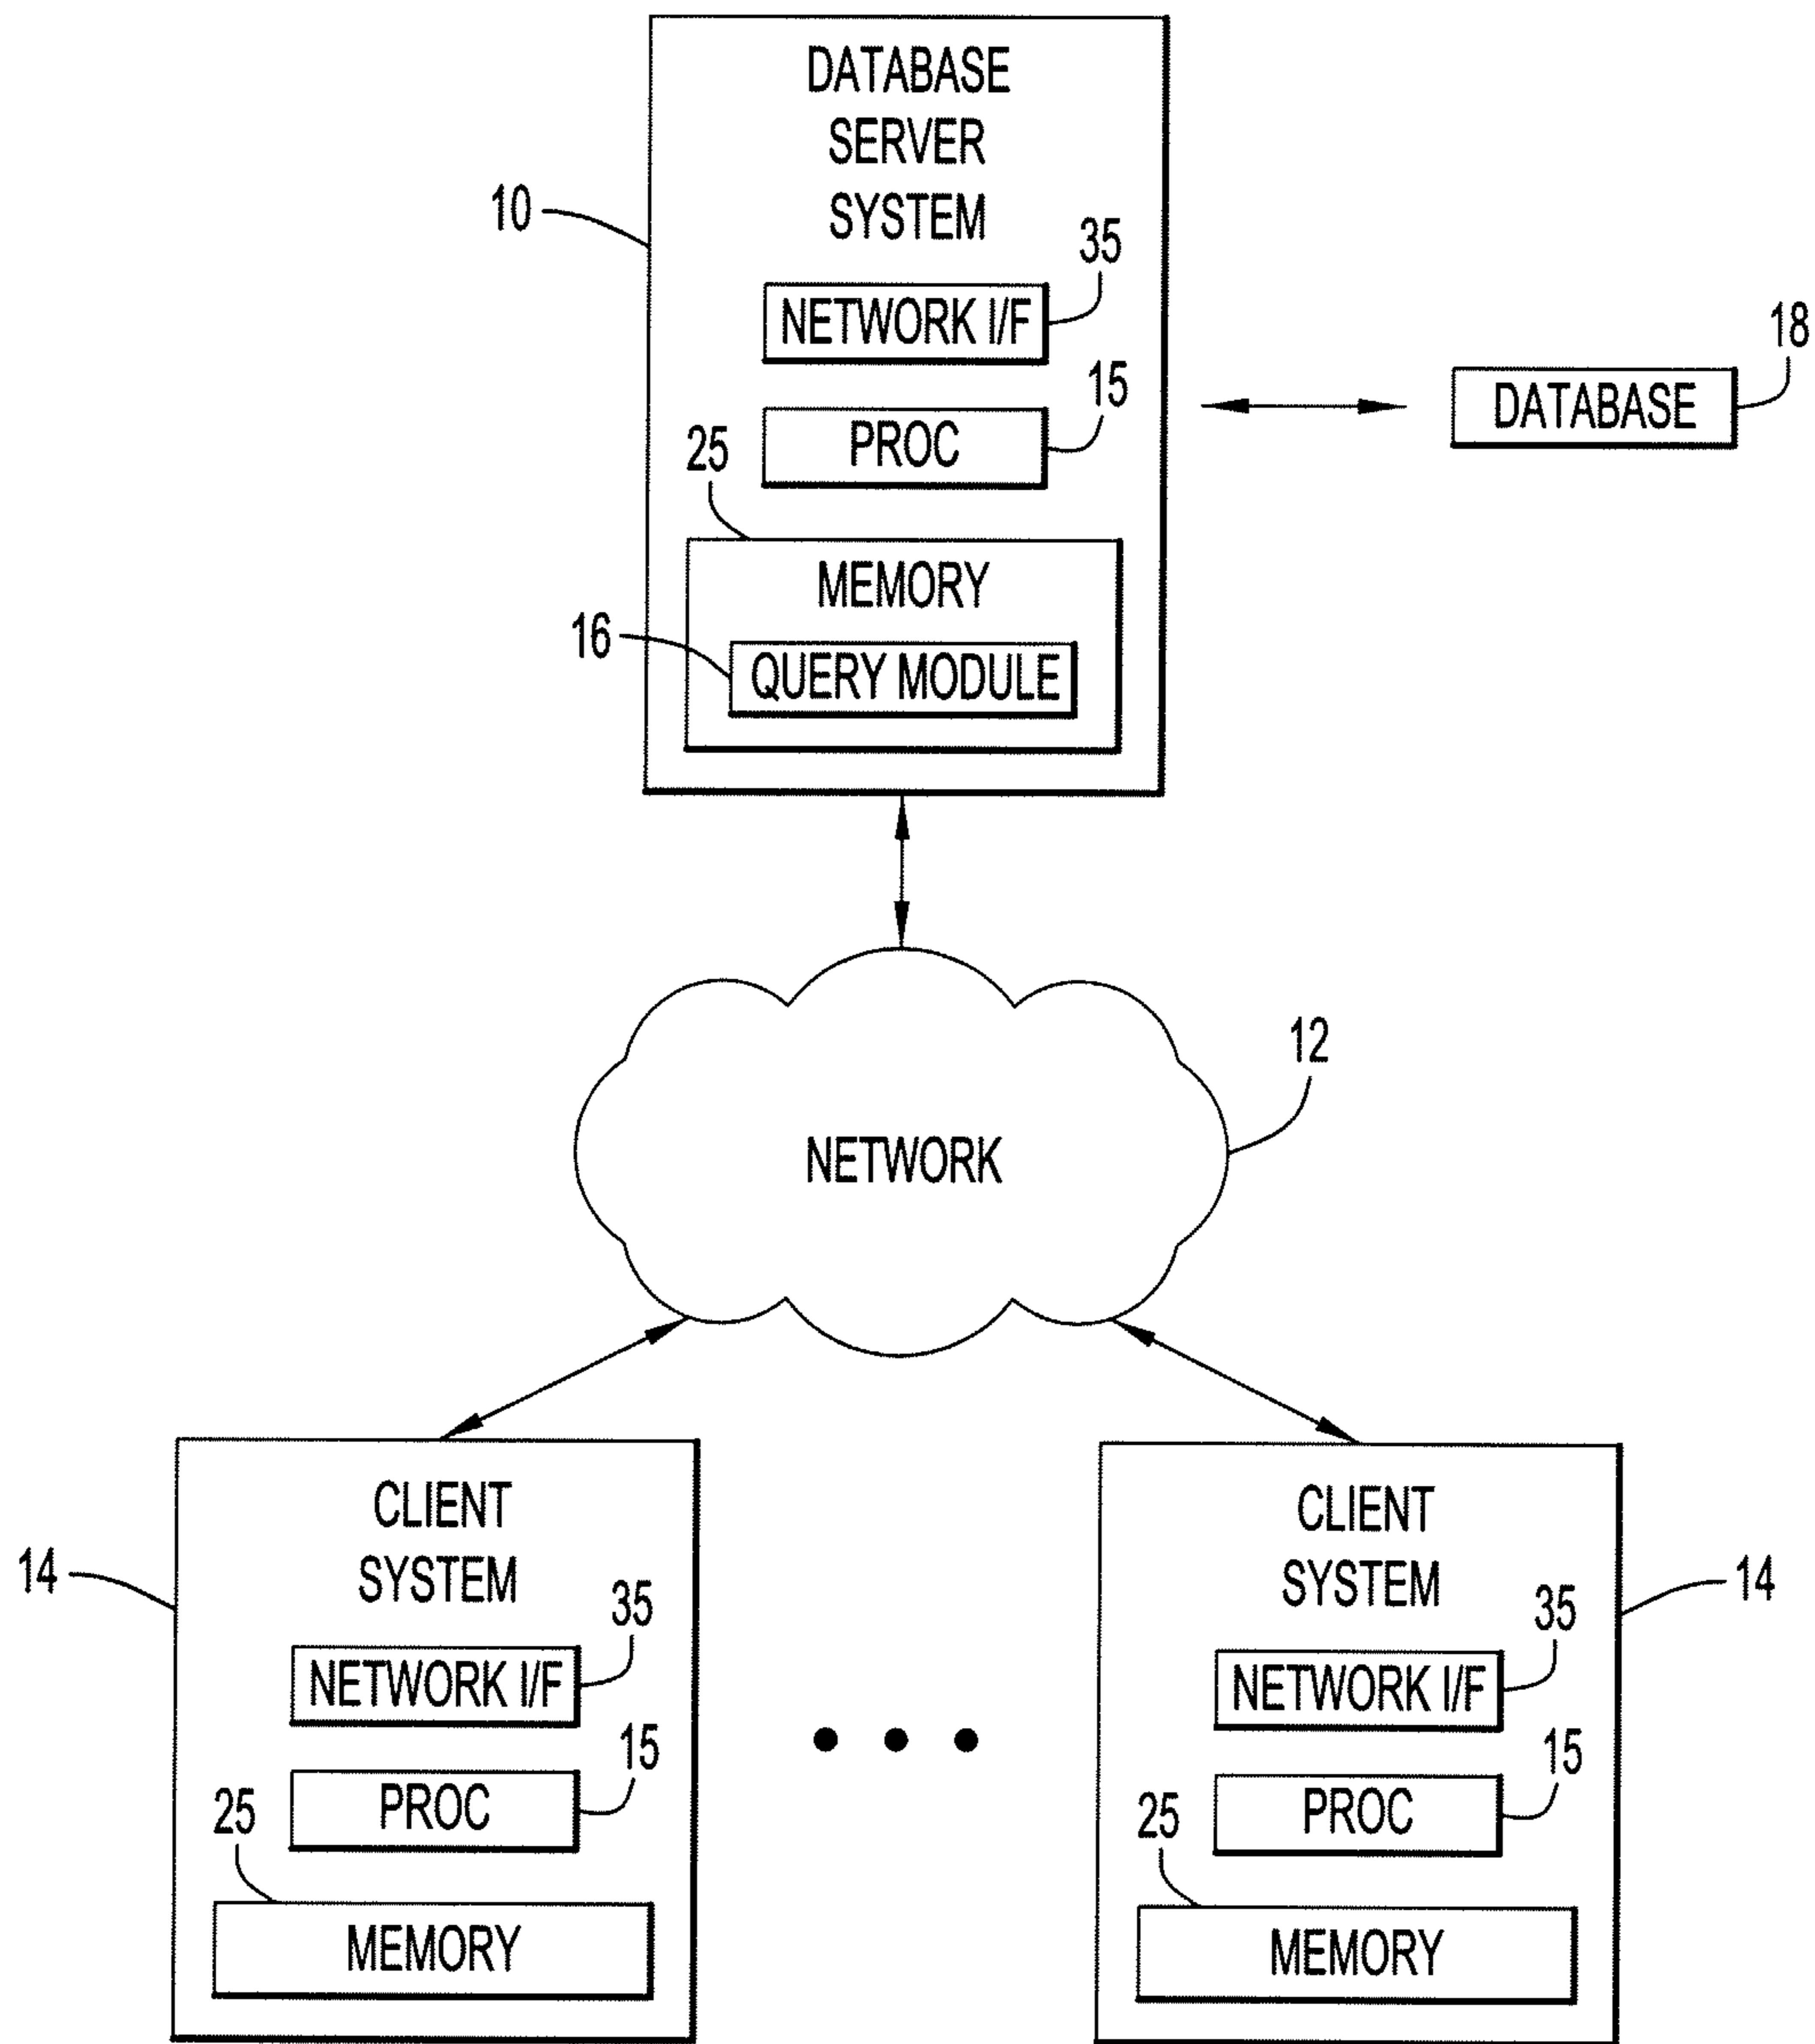 DATABASE
SERVER
SYSTEM
10
35
NETWORK I/F
15
PROC
18
DATABASE
25
MEMORY
16
QUERY MODULE
12
NETWORK
CLIENT
SYSTEM
14
35
NETWORK I/F
15
PROC
25
MEMORY
CLIENT
SYSTEM
14
35
NETWORK I/F
15
PROC
25
MEMORY